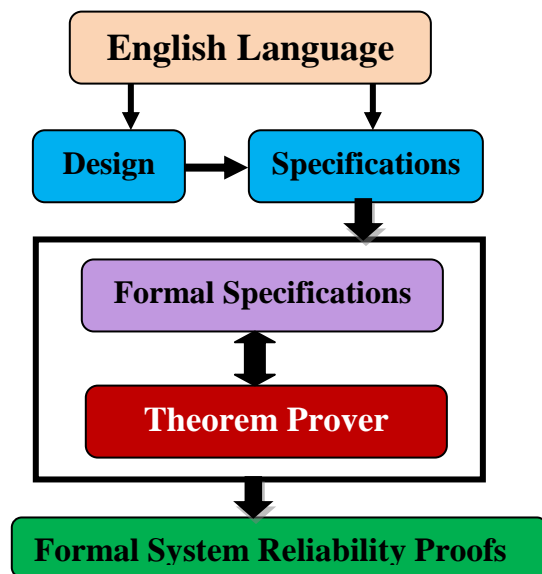 English Language
Design
Specifications
Formal Specifications
Theorem Prover
Formal System Reliability Proofs